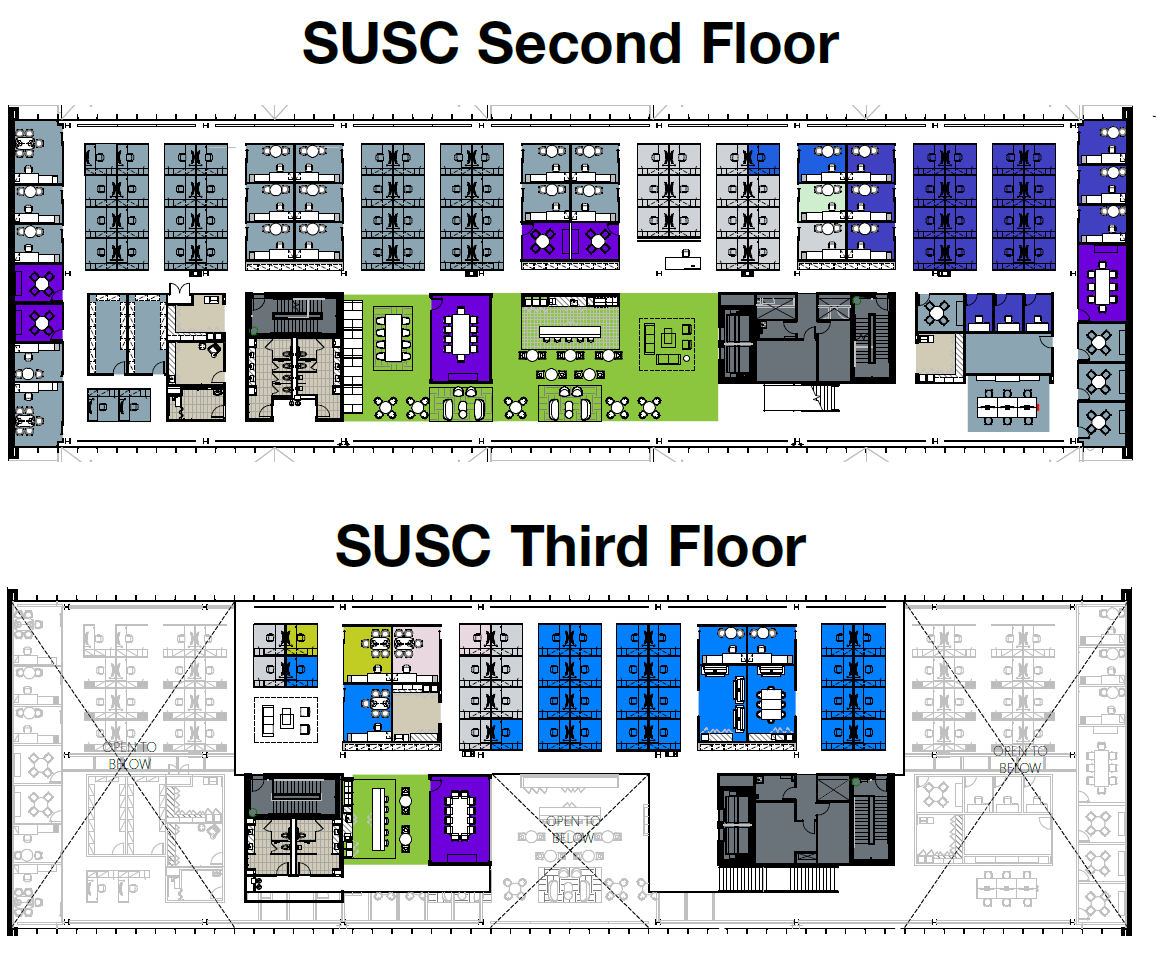 SUSC Second Floor
SUSC Third Floor
OPEN TO
BELOW
OPEN TO
BELOW
OPEN TO
BELOW